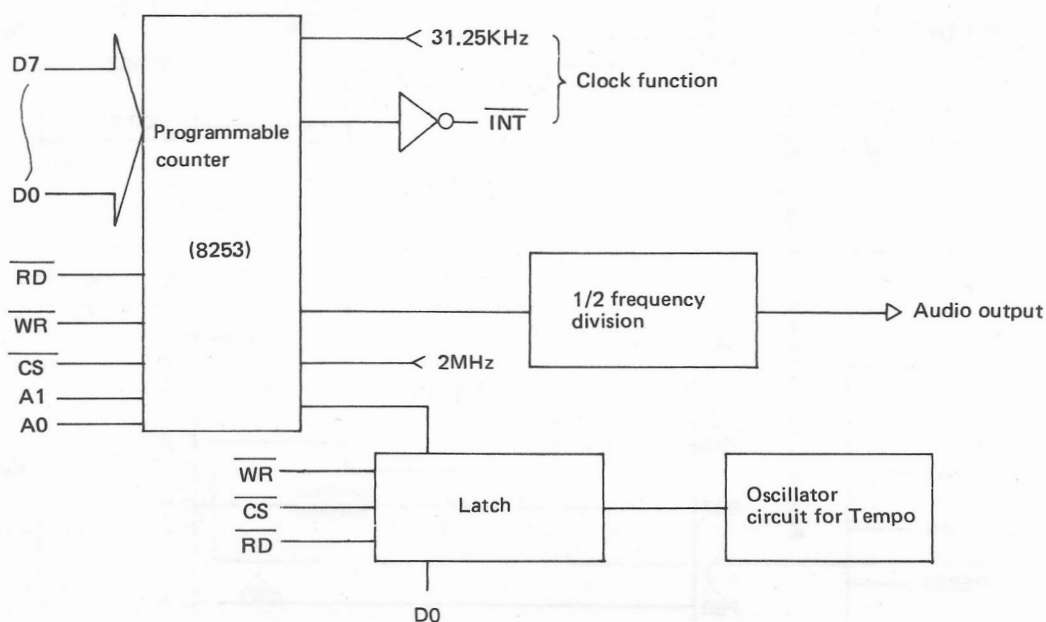 31.25KHz
D7
Clock function
INT
Programmable
counter
D0
(8253)
RD
1/2 frequency
division
Audio output
WR
2MHz
CS
A1
A0
WR
CS
RD
Latch
Oscillator
circuit for Tempo
D0